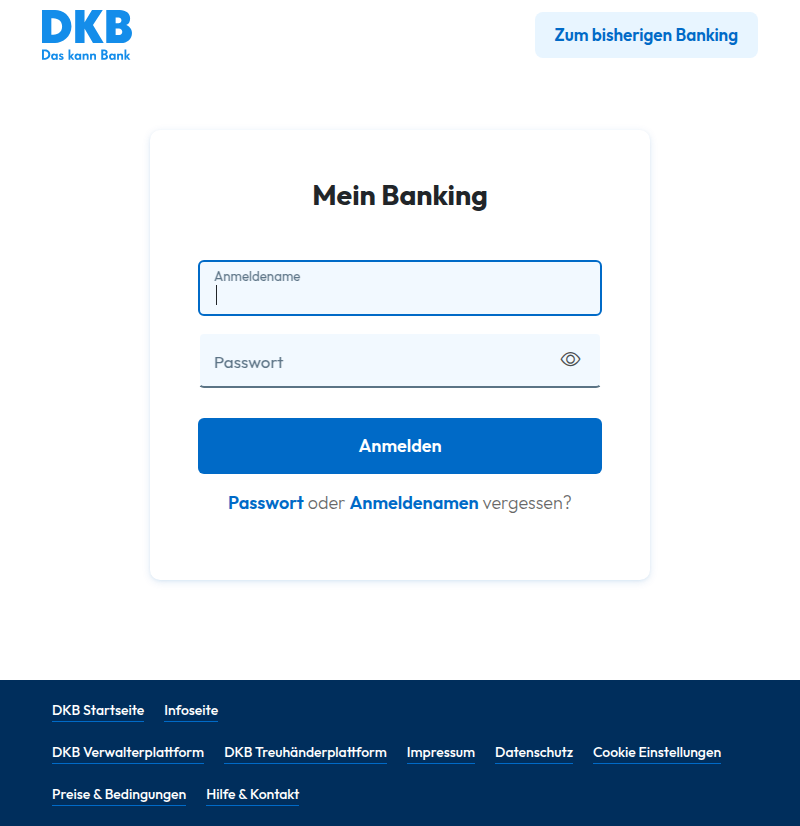 DKB
Das kann Bank
Zum bisherigen Banking
Mein Banking
Anmeldename
Passwort
Anmelden
Passwort oder Anmeldenamen vergessen?
DKB Startseite Infoseite
DKB Verwalterplattform DKB Treuhänderplattform Impressum Datenschutz Cookie Einstellungen
Preise & Bedingungen Hilfe & Kontakt